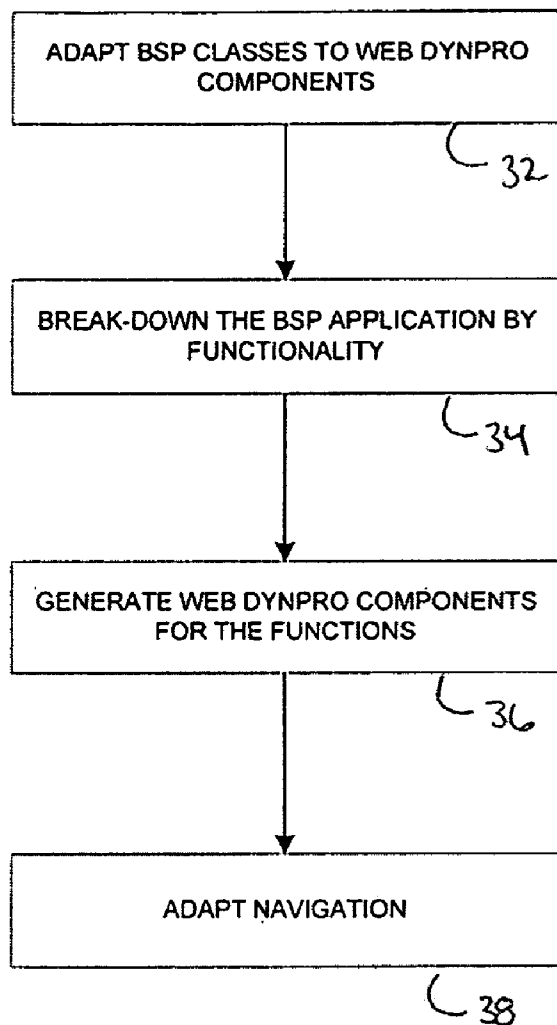 ADAPT BSP CLASSES TO WEB DYNPRO
COMPONENTS
32
BREAK-DOWN THE BSP APPLICATION BY
FUNCTIONALITY
34
GENERATE WEB DYNPRO COMPONENTS
FOR THE FUNCTIONS
36
ADAPT NAVIGATION
38